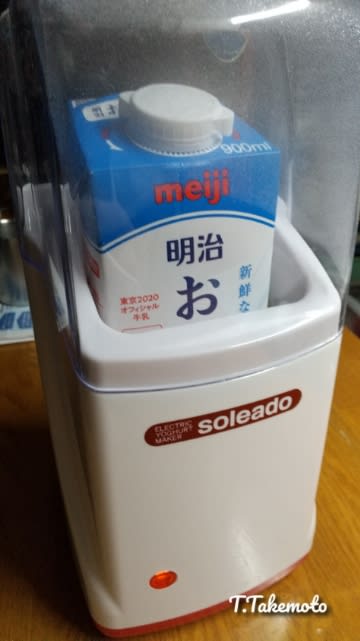 900ml
meiji
明治
お
新鮮な
東京2020
オフィシャル
牛乳
ELECTRIC
YOGHURT
MAKER
soleado
T.Takemoto